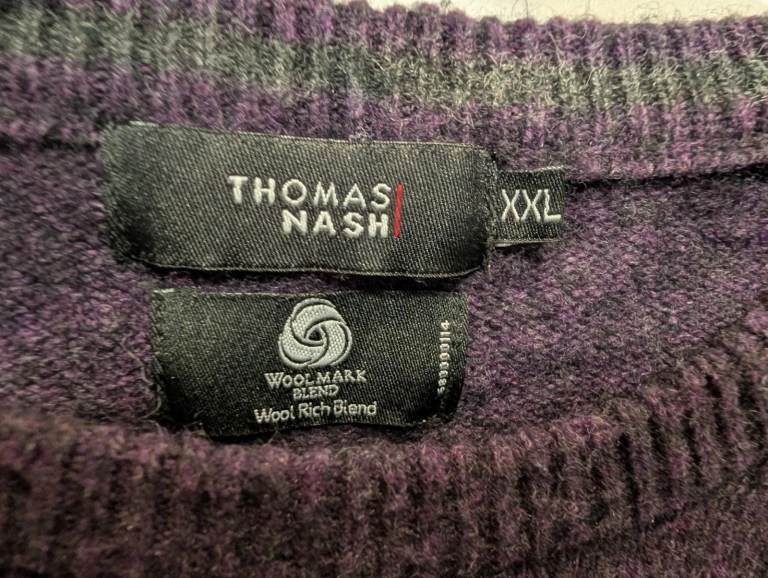 THOMAS
NASH
XXL
WOOLMARK
BLEND
Wool Rich Blend